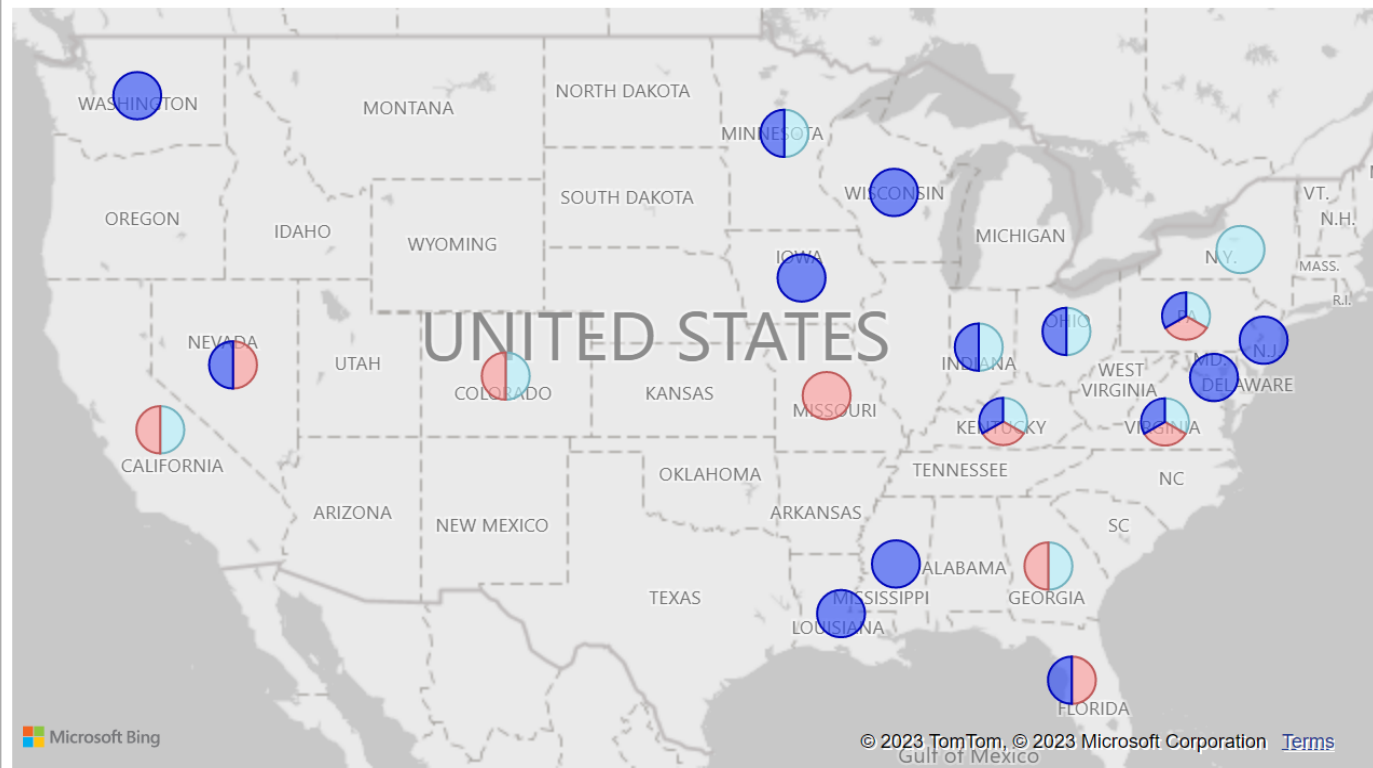 WASHINGTON
MONTANA
NORTH DAKOTA
MINNESOTA
SOUTH DAKOTA
WISCONSIN
VT.
N.H.
OREGON
IDAHO
WYOMING
MICHIGAN
IOWA
N.Y.
MASS.
R.I.
NEVADA
UTAH
UNITED STATES
OHIO
PA
N.J.
COLORADO
KANSAS
MISSOURI
INDIANA
WEST
VIRGINIA
MD.
DELAWARE
CALIFORNIA
KENTUCKY
VIRGINIA
OKLAHOMA
TENNESSEE
NC
ARIZONA
NEW MEXICO
ARKANSAS
SC
ALABAMA
TEXAS
MISSISSIPPI
GEORGIA
LOUISIANA
FLORIDA
Microsoft Bing
© 2023 TomTom, © 2023 Microsoft Corporation Terms
Gulf of Mexico